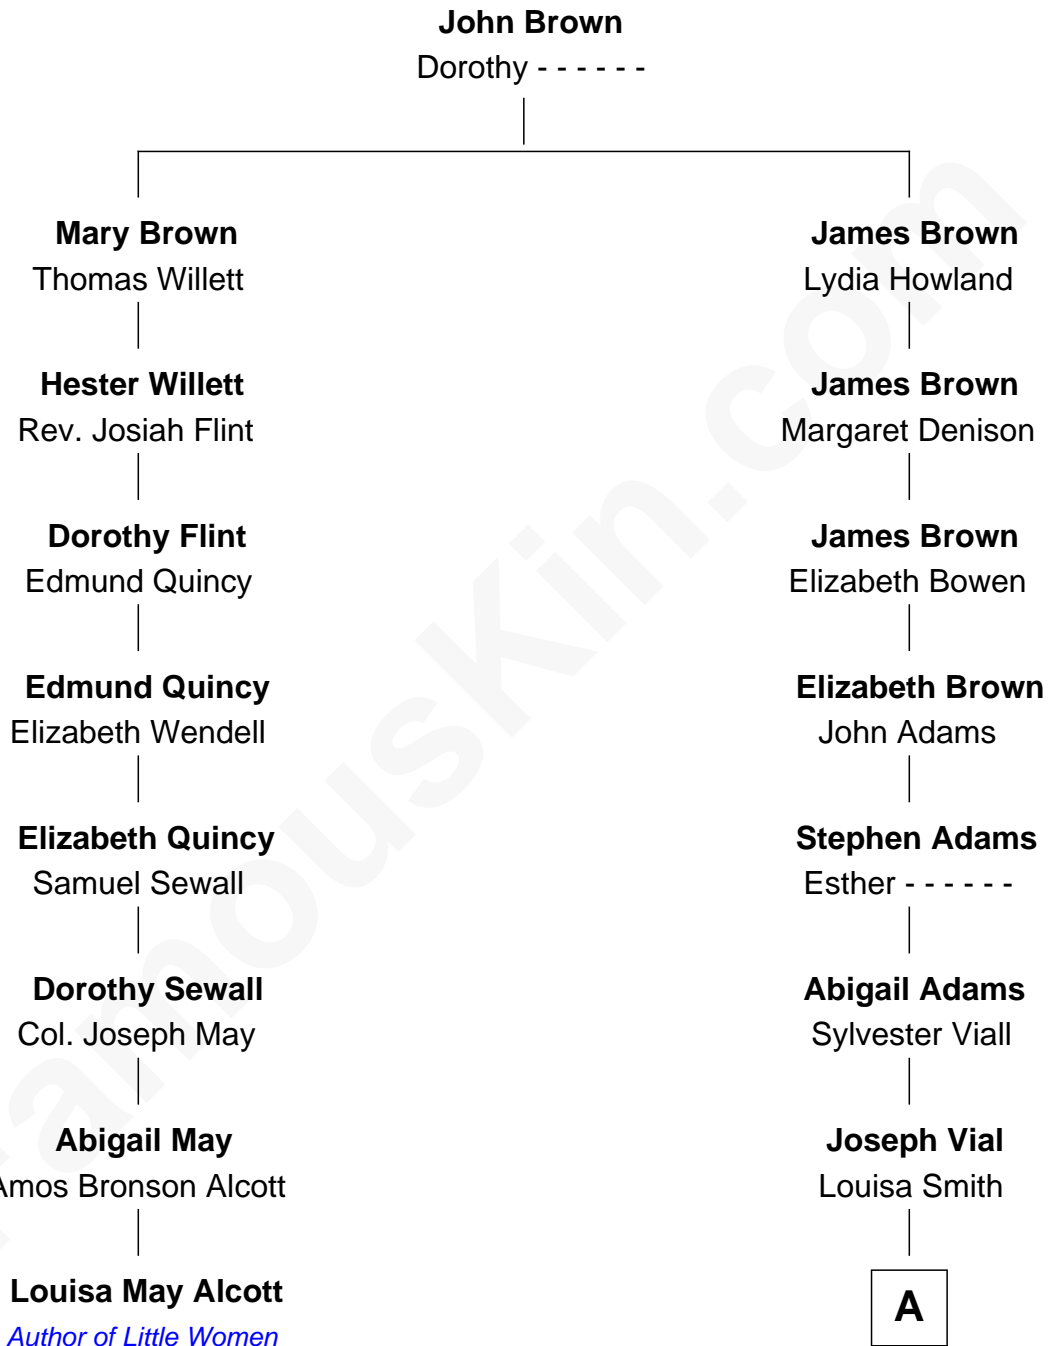 John Brown
Dorothy - - - - - -
Mary Brown
Thomas Willett
James Brown
Lydia Howland
Hester Willett
Rev. Josiah Flint
James Brown
Margaret Denison
Dorothy Flint
Edmund Quincy
James Brown
Elizabeth Bowen
Edmund Quincy
Elizabeth Wendell
Elizabeth Brown
John Adams
Elizabeth Quincy
Samuel Sewall
Stephen Adams
Esther - - - - - -
Dorothy Sewall
Col. Joseph May
Abigail Adams
Sylvester Viall
Abigail May
Amos Bronson Alcott
Joseph Vial
Louisa Smith
Louisa May Alcott
Author of Little Women
A
FamousKin.com